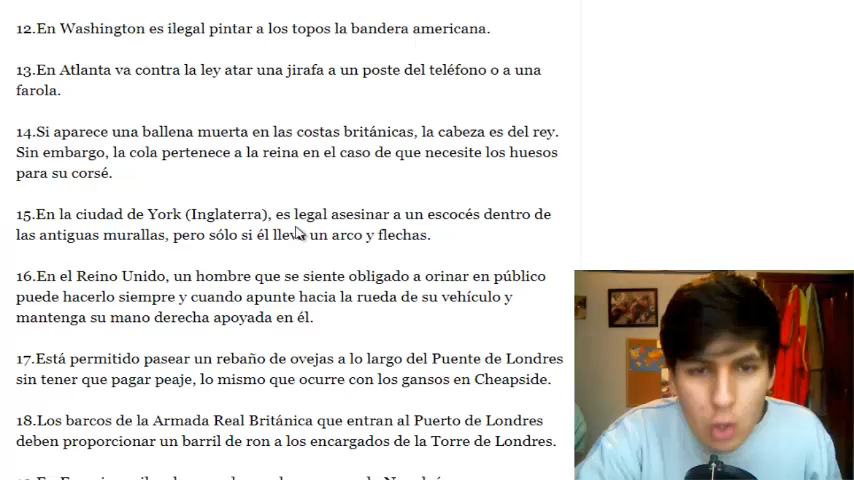 12.En Washington es ilegal pintar a los topos la bandera americana.
13.En Atlanta va contra la ley atar una jirafa a un poste del teléfono o a una
farola.
14.Si aparece una ballena muerta en las costas británicas, la cabeza es del rey.
Sin embargo, la cola pertenece a la reina en el caso de que necesite los huesos
para su corsé.
15.En la ciudad de York (Inglaterra), es legal asesinar a un escocés dentro de
las antiguas murallas, pero sólo si él lleva un arco y flechas.
16.En el Reino Unido, un hombre que se siente obligado a orinar en público
puede hacerlo siempre y cuando apunte hacia la rueda de su vehículo y
mantenga su mano derecha apoyada en él.
17.Está permitido pasear un rebaño de ovejas a lo largo del Puente de Londres
sin tener que pagar peaje, lo mismo que ocurre con los gansos en Cheapside.
18.Los barcos de la Armada Real Británica que entran al Puerto de Londres
deben proporcionar un barril de ron a los encargados de la Torre de Londres.